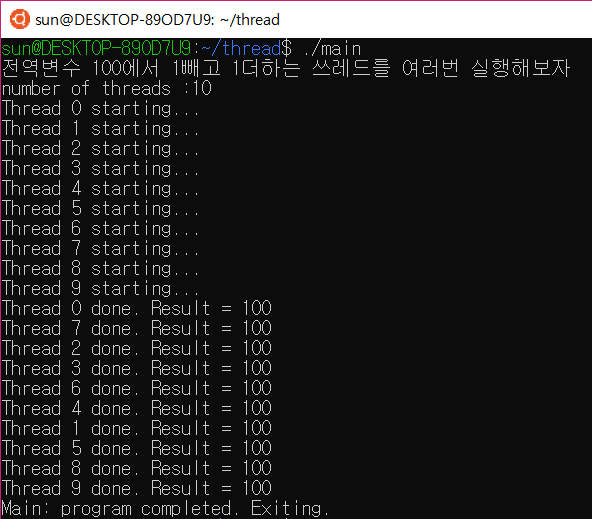 sun@DESKTOP-89OD7U9: ~/thread
sun@DESKTOP-89OD7U9:~/thread$ ./main
전역변수 100에서 1빼고 1더하는 쓰레드를 여러번 실행해보자
number of threads :10
Thread 0 starting...
Thread 1 starting...
Thread 2 starting...
Thread 3 starting...
Thread 4 starting...
Thread 5 starting...
Thread 6 starting...
Thread 7 starting...
Thread 8 starting...
Thread 9 starting...
Thread 0 done. Result = 100
Thread 7 done. Result = 100
Thread 2 done. Result = 100
Thread 3 done. Result = 100
Thread 6 done. Result = 100
Thread 4 done. Result = 100
Thread 1 done. Result = 100
Thread 5 done. Result = 100
Thread 8 done. Result = 100
Thread 9 done. Result = 100
Main: program completed. Exiting.